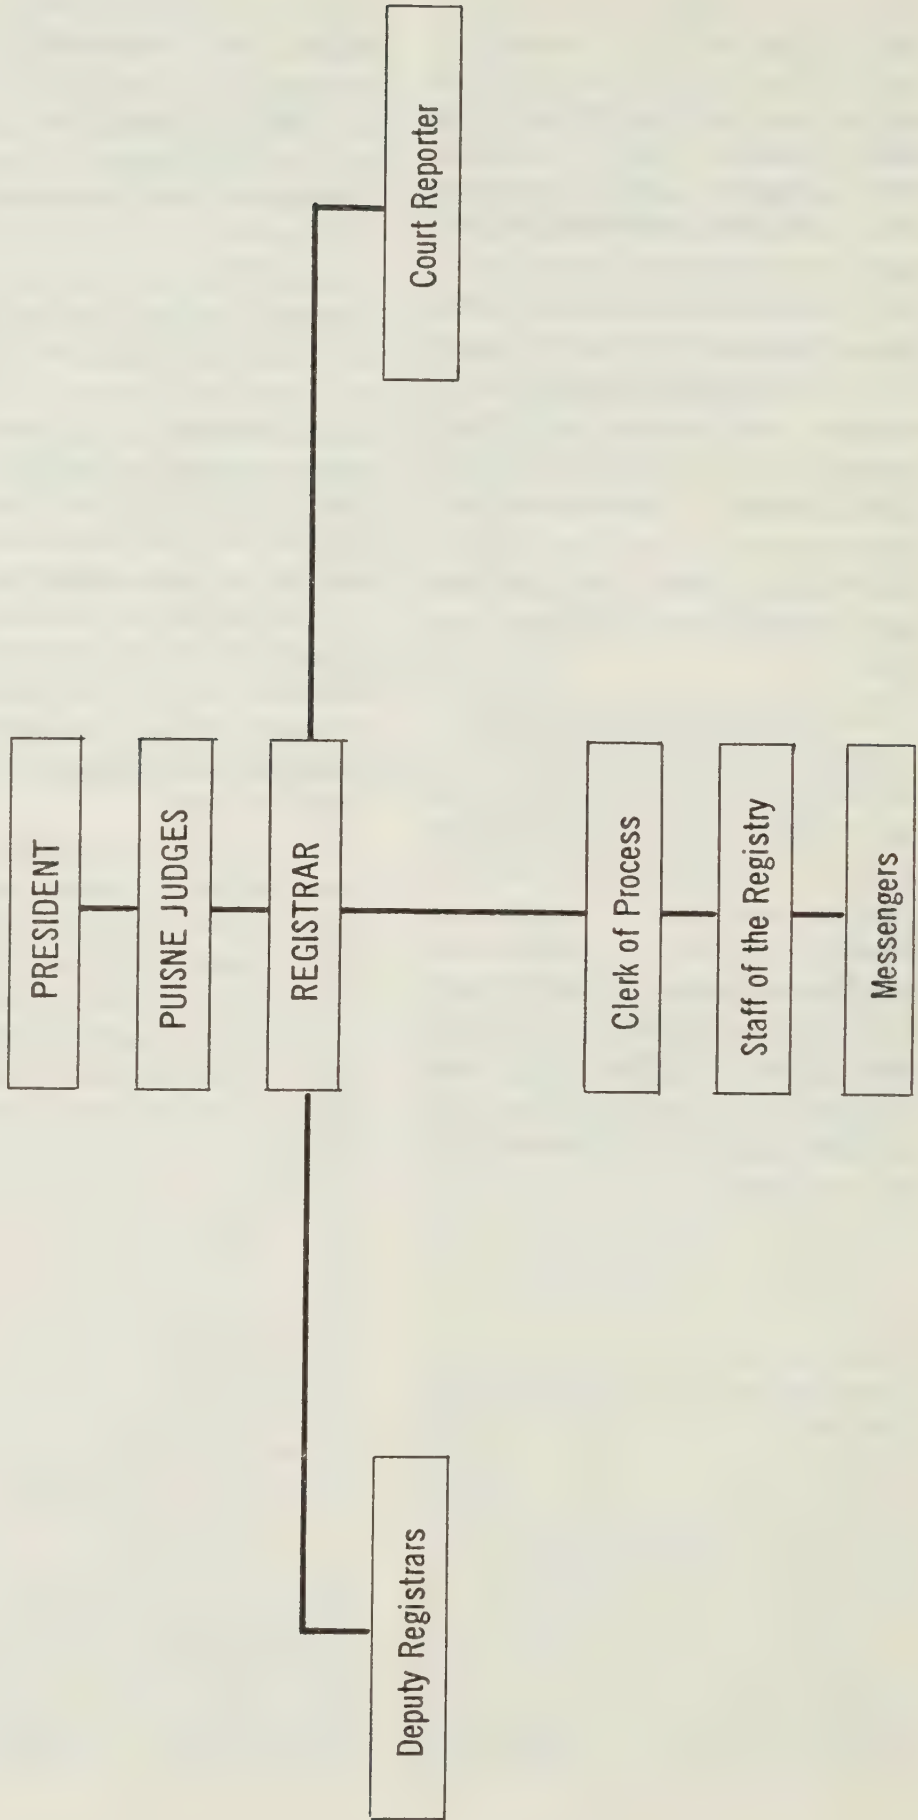 PRESIDENT
PUISNE JUDGES
REGISTRAR
Deputy Registrars
Court Reporter
Clerk of Process
Staff of the Registry
Messengers